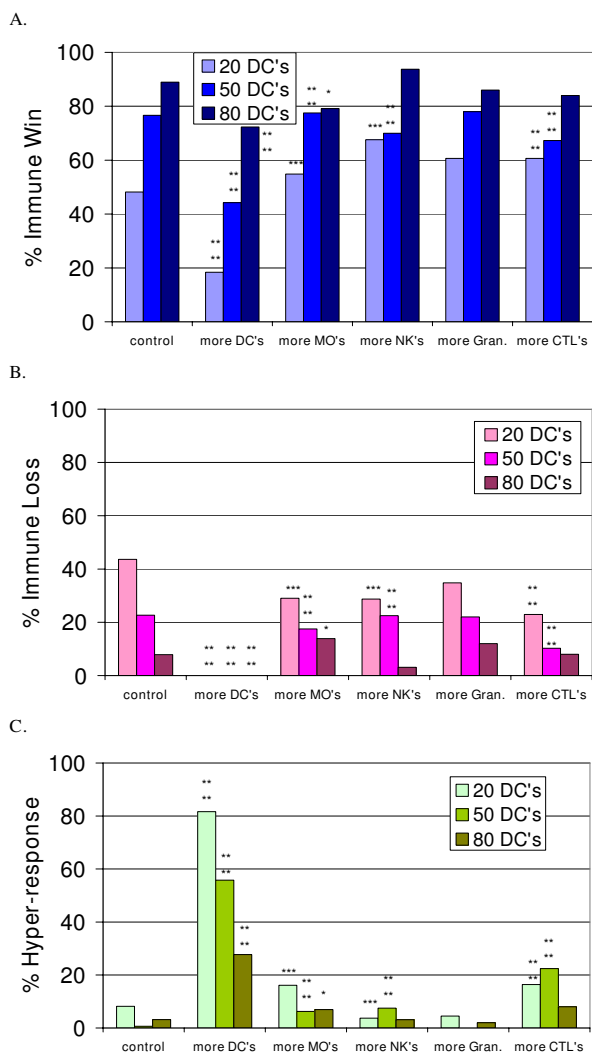 A.
% Immune Win
100
80
60
40
20
0
20 DC's
50 DC's
80 DC's
** ** *
** **
*** **
** ***
** ** **
** ** **
** **
**
**
control more DC's more MO's more NK's more Gran. more CTL's
B.
% Immune Loss
100
80
60
40
20
0
20 DC's
50 DC's
80 DC's
** ** **
** ** **
*** ** *
**
*** **
**
** **
** **
control more DC's more MO's more NK's more Gran. more CTL's
C.
% Hyper-response
100
80
60
40
20
0
20 DC's
50 DC's
80 DC's
**
**
**
**
**
**
*** ** *
**
*** **
**
** **
** **
control more DC's more MO's more NK's more Gran. more CTL's